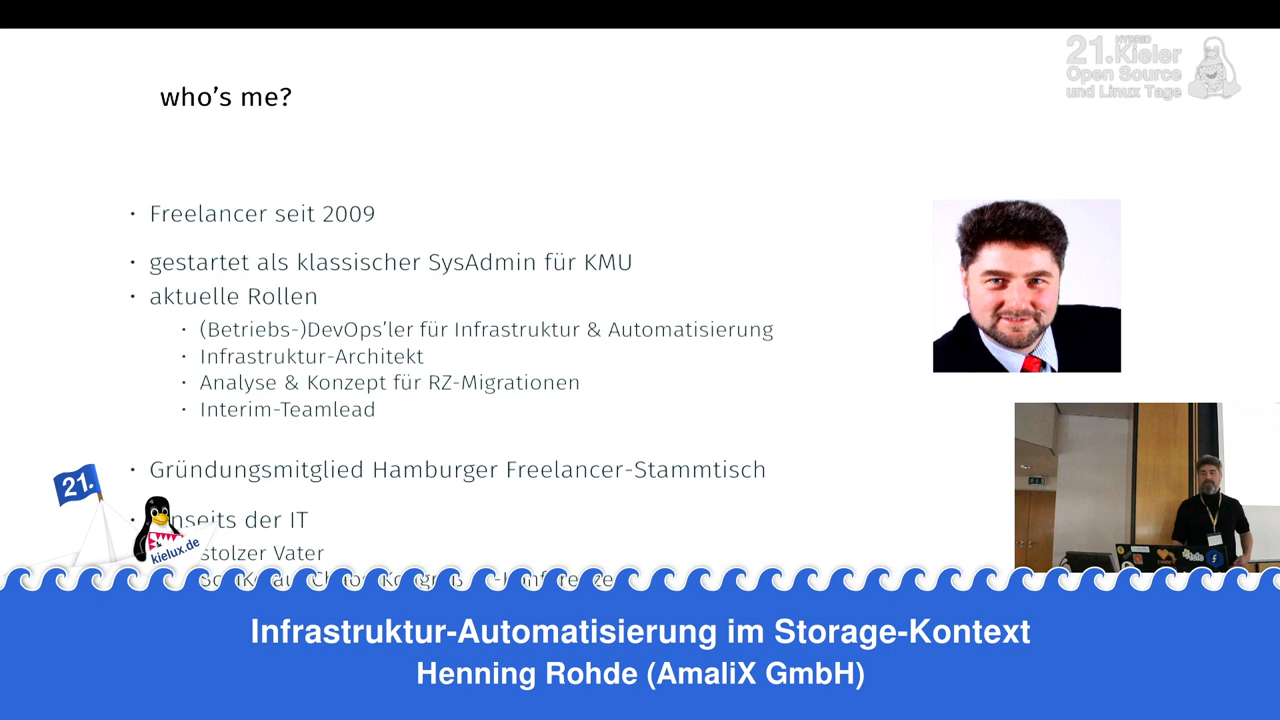 21. HYBRID
Kieler
Open Source
und Linux Tage
who's me?
• Freelancer seit 2009
• gestartet als klassischer SysAdmin für KMU
• aktuelle Rollen
• (Betriebs-)DevOps'ler für Infrastruktur & Automatisierung
• Infrastruktur-Architekt
• Analyse & Konzept für RZ-Migrationen
• Interim-Teamlead
• Gründungsmitglied Hamburger Freelancer-Stammtisch
21.
• der IT
kielux.de
stolzer Vater
Infrastruktur-Automatisierung im Storage-Kontext
Henning Rohde (AmaliX GmbH)